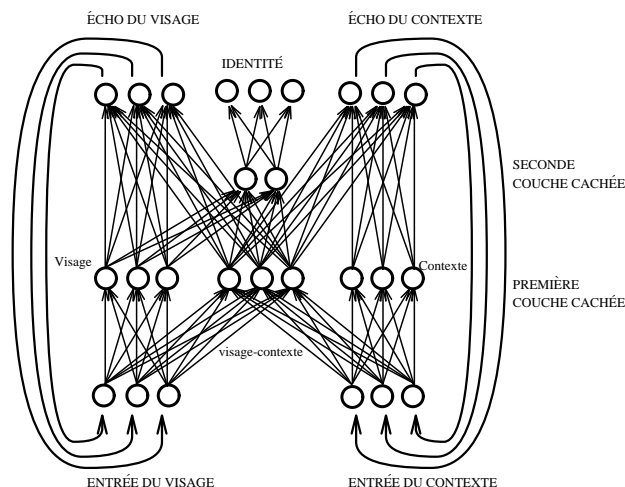 ÉCHO DU VISAGE
ÉCHO DU CONTEXTE
IDENTITÉ
SECONDE
COUCHE CACHÉE
Visage
Contexte
PREMIÈRE
COUCHE CACHÉE
visage-contexte
ENTRÉE DU VISAGE
ENTRÉE DU CONTEXTE